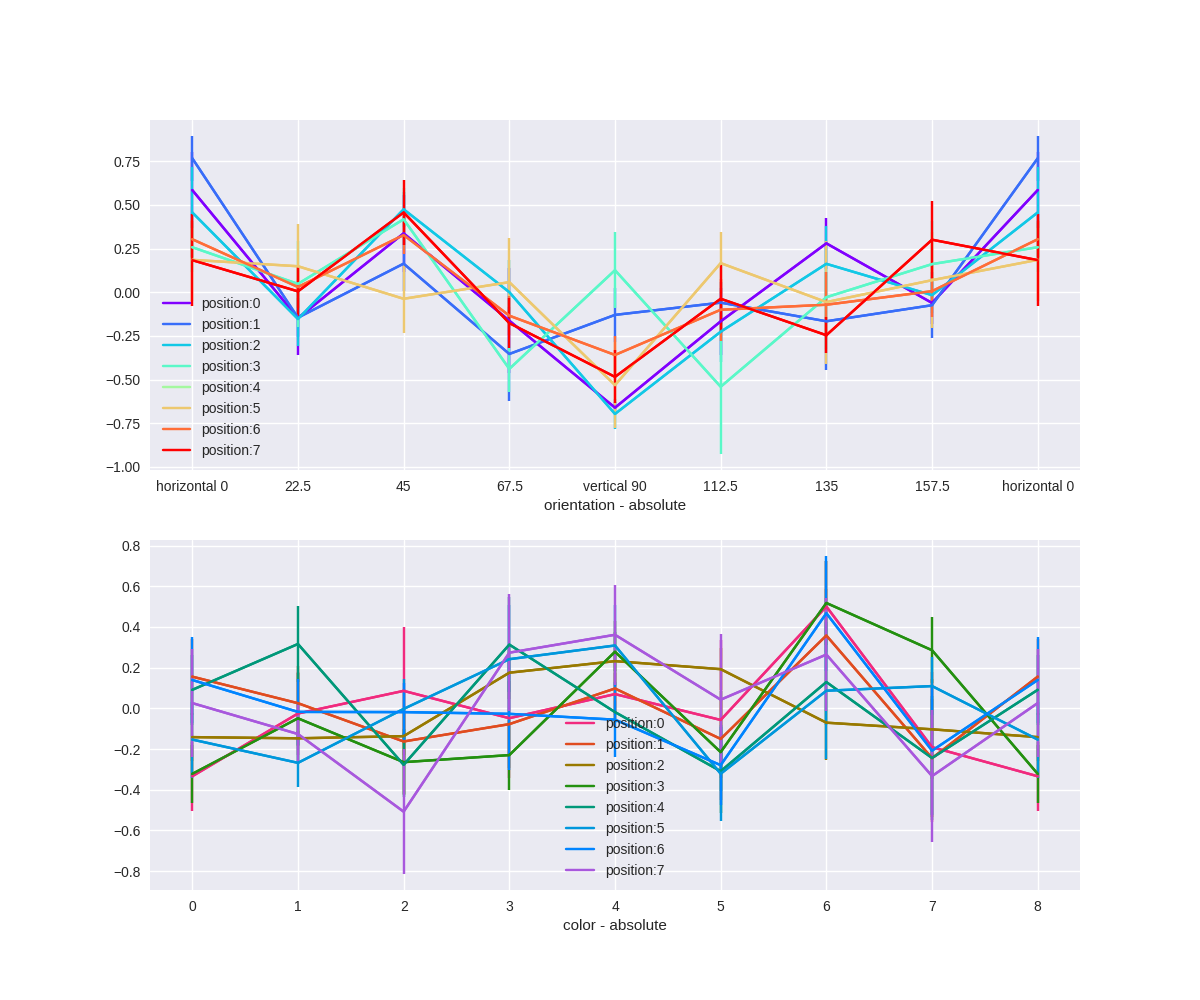 0.75
0.50
0.25
0.00
−0.25
−0.50
−0.75
−1.00
position:0
position:1
position:2
position:3
position:4
position:5
position:6
position:7
horizontal 0 22.5 45 67.5 vertical 90 112.5 135 157.5 horizontal 0
orientation - absolute
0.8
0.6
0.4
0.2
0.0
−0.2
−0.4
−0.6
−0.8
position:0
position:1
position:2
position:3
position:4
position:5
position:6
position:7
0 1 2 3 4 5 6 7 8
color - absolute